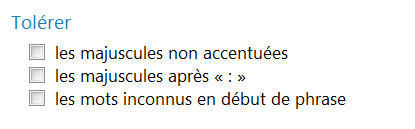 Tolérer
les majuscules non accentuées
les majuscules après « : »
les mots inconnus en début de phrase